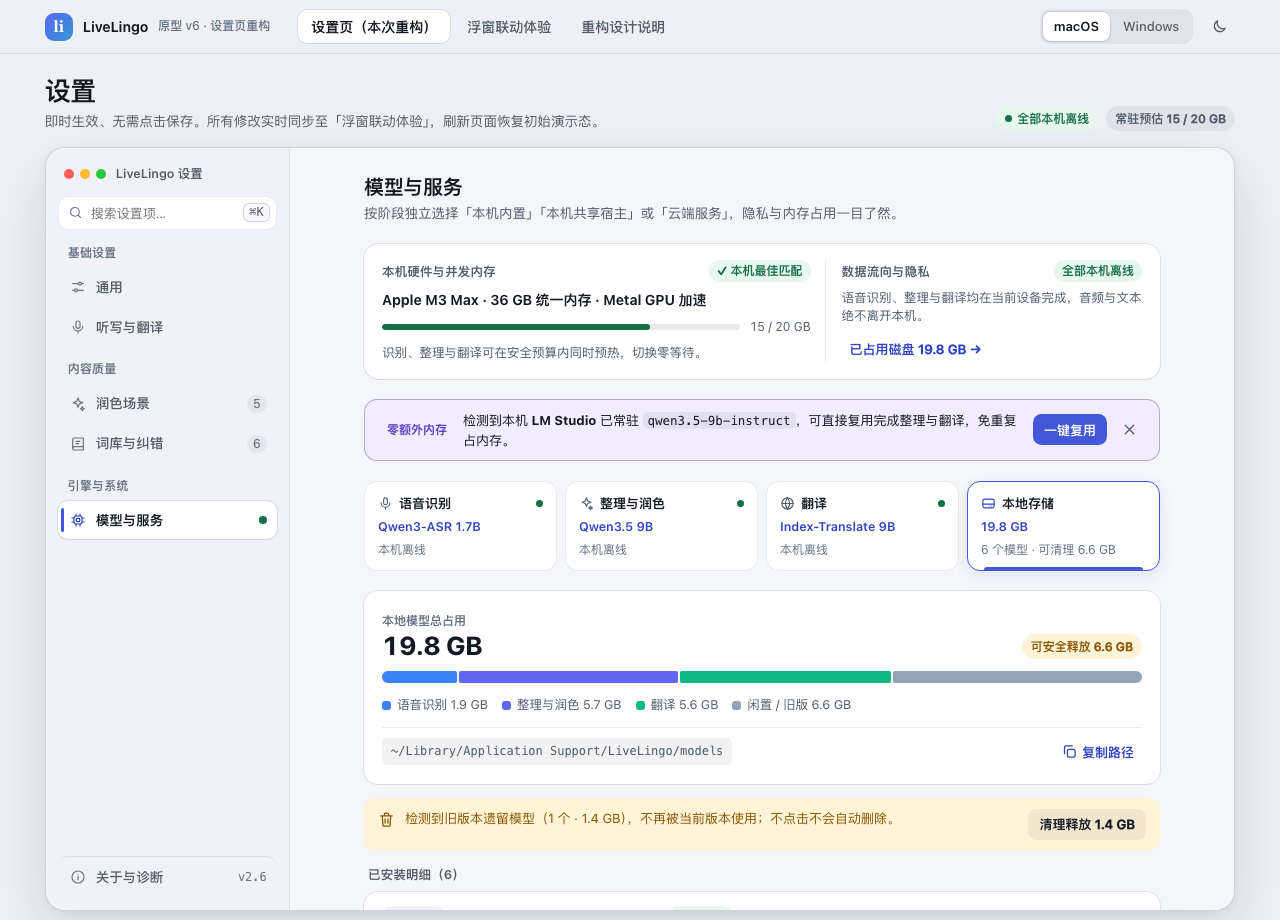 li LiveLingo 原型 v6 · 设置页重构 设置页（本次重构） 浮窗联动体验 重构设计说明 macOS Windows
设置
即时生效、无需点击保存。所有修改实时同步至「浮窗联动体验」，刷新页面恢复初始演示态。
全部本机离线 常驻预估 15 / 20 GB
LiveLingo 设置
搜索设置项... ⌘K
基础设置
通用
听写与翻译
内容质量
润色场景 5
词库与纠错 6
引擎与系统
模型与服务
关于与诊断 v2.6
模型与服务
按阶段独立选择「本机内置」「本机共享宿主」或「云端服务」，隐私与内存占用一目了然。
本机硬件与并发内存 本机最佳匹配
Apple M3 Max · 36 GB 统一内存 · Metal GPU 加速
15 / 20 GB
识别、整理与翻译可在安全预算内同时预热，切换零等待。
数据流向与隐私 全部本机离线
语音识别、整理与翻译均在当前设备完成，音频与文本
绝不离开本机。
已占用磁盘 19.8 GB →
零额外内存
检测到本机 LM Studio 已常驻 qwen3.5-9b-instruct，可直接复用完成整理与翻译，免重复
占内存。
一键复用
语音识别
Qwen3-ASR 1.7B
本机离线
整理与润色
Qwen3.5 9B
本机离线
翻译
Index-Translate 9B
本机离线
本地存储
19.8 GB
6 个模型 · 可清理 6.6 GB
本地模型总占用
19.8 GB
可安全释放 6.6 GB
语音识别 1.9 GB 整理与润色 5.7 GB 翻译 5.6 GB 闲置 / 旧版 6.6 GB
~/Library/Application Support/LiveLingo/models
复制路径
检测到旧版本遗留模型（1 个 · 1.4 GB），不再被当前版本使用；不点击不会自动删除。
清理释放 1.4 GB
已安装明细（6）